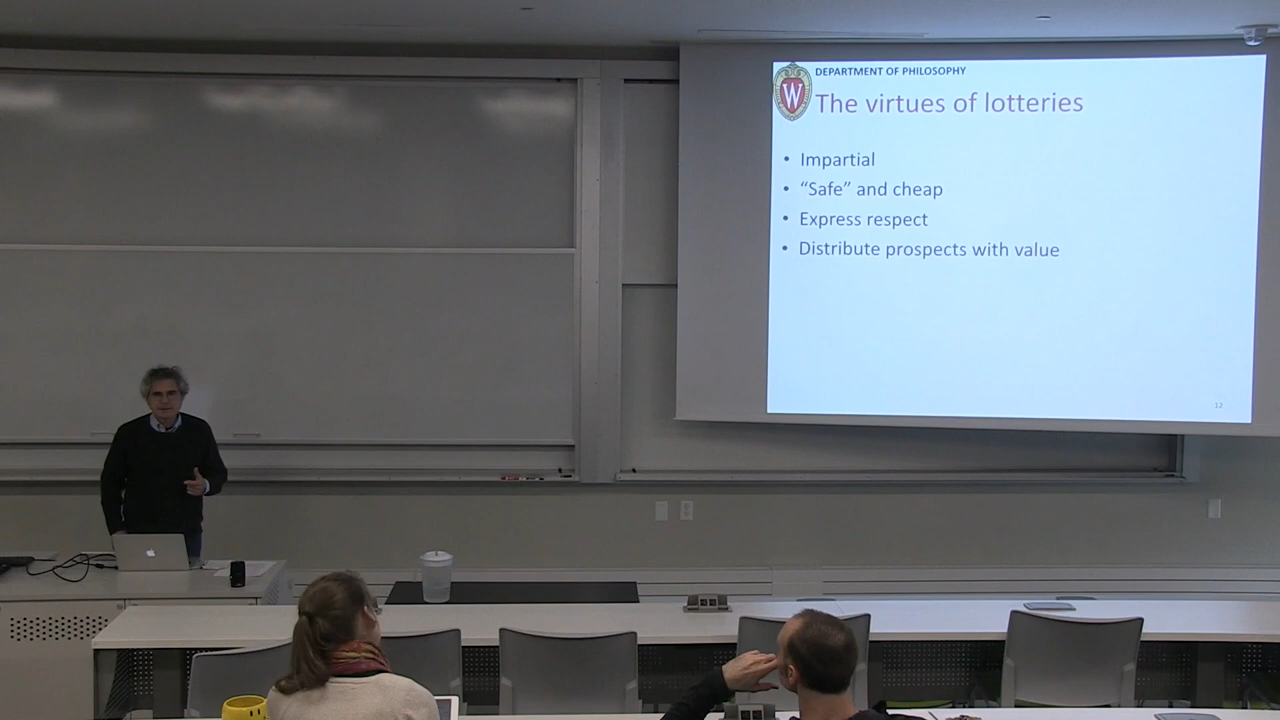 DEPARTMENT OF PHILOSOPHY
W
The virtues of lotteries
• Impartial
• “Safe” and cheap
• Express respect
• Distribute prospects with value
12